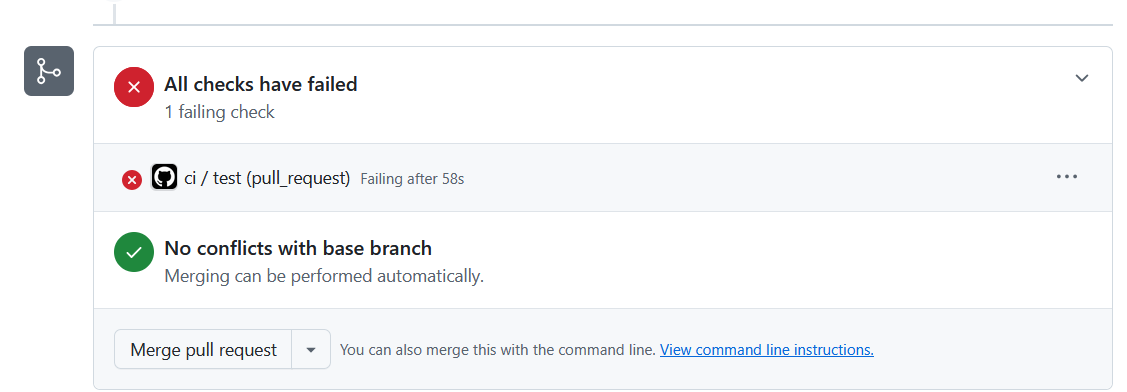 All checks have failed
1 failing check
ci / test (pull_request) Failing after 58s
No conflicts with base branch
Merging can be performed automatically.
Merge pull request You can also merge this with the command line. View command line instructions.